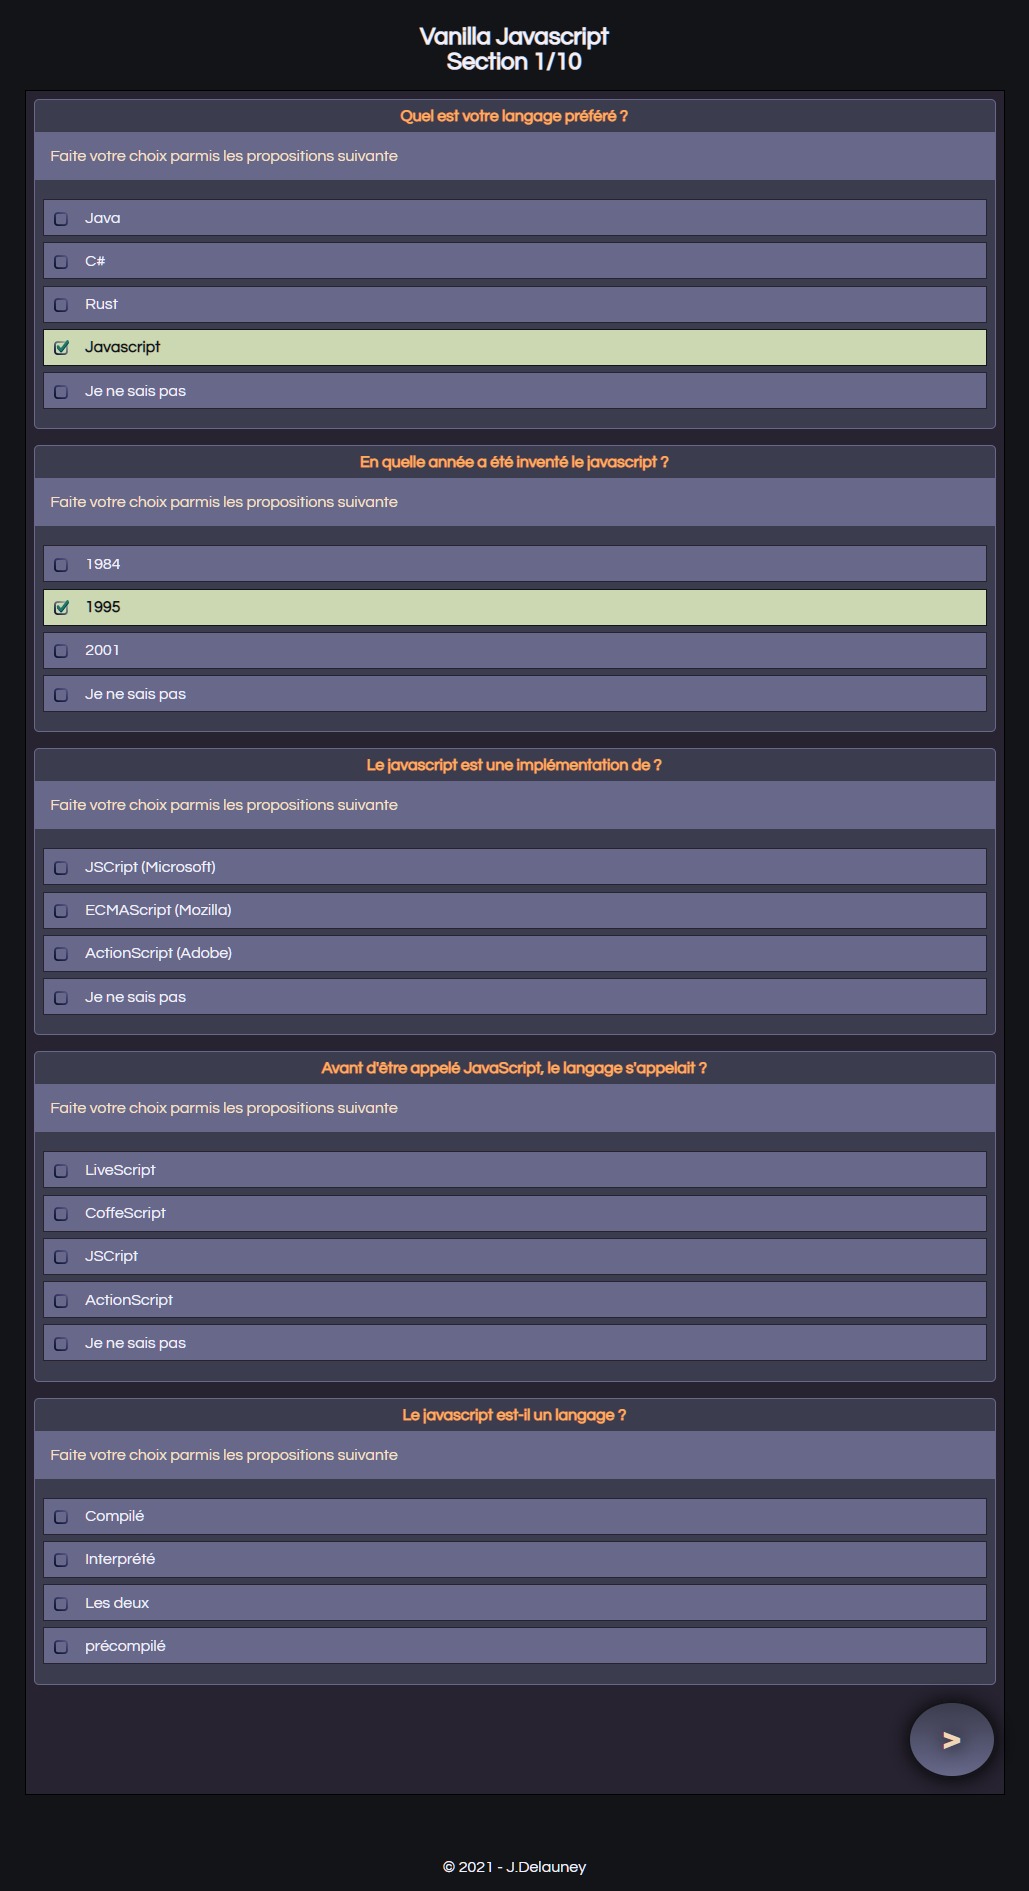 Vanilla Javascript
Section 1/10
Quel est votre langage préféré ?
Faite votre choix parmis les propositions suivante
Java
C#
Rust
Javascript
Je ne sais pas
En quelle année a été inventé le javascript ?
Faite votre choix parmis les propositions suivante
1984
1995
2001
Je ne sais pas
Le javascript est une implémentation de ?
Faite votre choix parmis les propositions suivante
JSCript (Microsoft)
ECMAScript (Mozilla)
ActionScript (Adobe)
Je ne sais pas
Avant d'être appelé JavaScript, le langage s'appelait ?
Faite votre choix parmis les propositions suivante
LiveScript
CoffeScript
JSCript
ActionScript
Je ne sais pas
Le javascript est-il un langage ?
Faite votre choix parmis les propositions suivante
Compilé
Interprété
Les deux
précompilé
>
© 2021 - J.Delauney